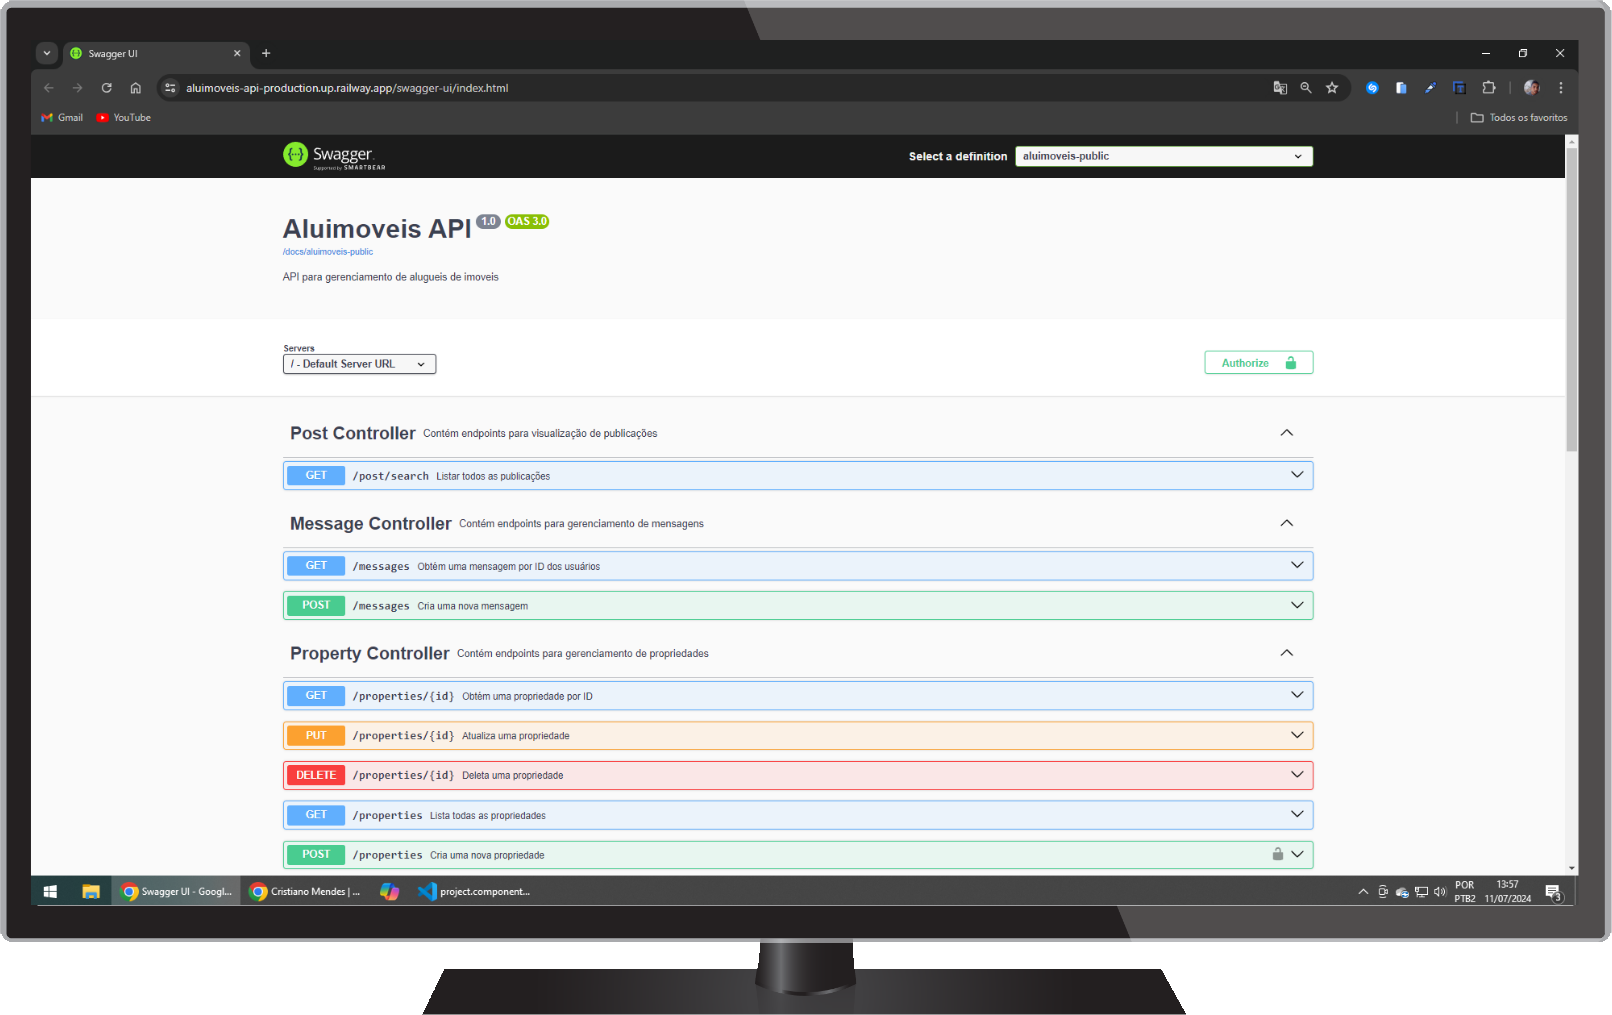 Swagger UI
aluimoveis-api-production.up.railway.app/swagger-ui/index.html
Gmail YouTube Todos os favoritos
Swagger. Select a definition aluimoveis-public
Supported by SMARTBEAR
Aluimoveis API 1.0 OAS 3.0
/docs/aluimoveis-public
API para gerenciamento de alugueis de imoveis
Servers
/ - Default Server URL Authorize
Post Controller Contém endpoints para visualização de publicações
GET /post/search Listar todos as publicações
Message Controller Contém endpoints para gerenciamento de mensagens
GET /messages Obtém uma mensagem por ID dos usuários
POST /messages Cria uma nova mensagem
Property Controller Contém endpoints para gerenciamento de propriedades
GET /properties/{id} Obtém uma propriedade por ID
PUT /properties/{id} Atualiza uma propriedade
DELETE /properties/{id} Deleta uma propriedade
GET /properties Lista todas as propriedades
POST /properties Cria uma nova propriedade
Swagger UI - Googl... Cristiano Mendes | ... project.component... POR 13:57
PTB2 11/07/2024 3